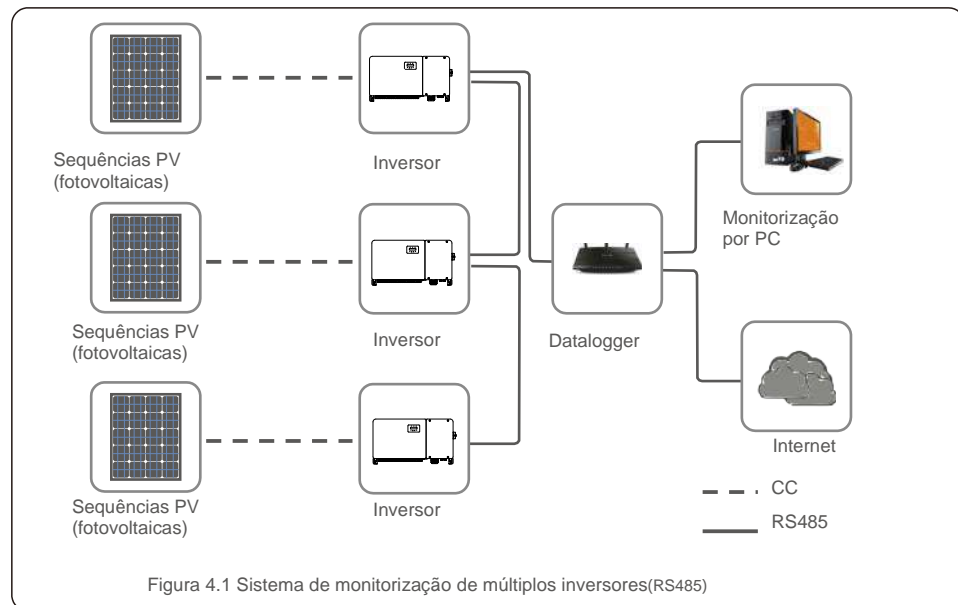 Sequências PV
(fotovoltaicas)
Inversor
Sequências PV
(fotovoltaicas)
Inversor
Sequências PV
(fotovoltaicas)
Inversor
Datalogger
Monitorização
por PC
Internet
CC
RS485
Figura 4.1 Sistema de monitorização de múltiplos inversores(RS485)